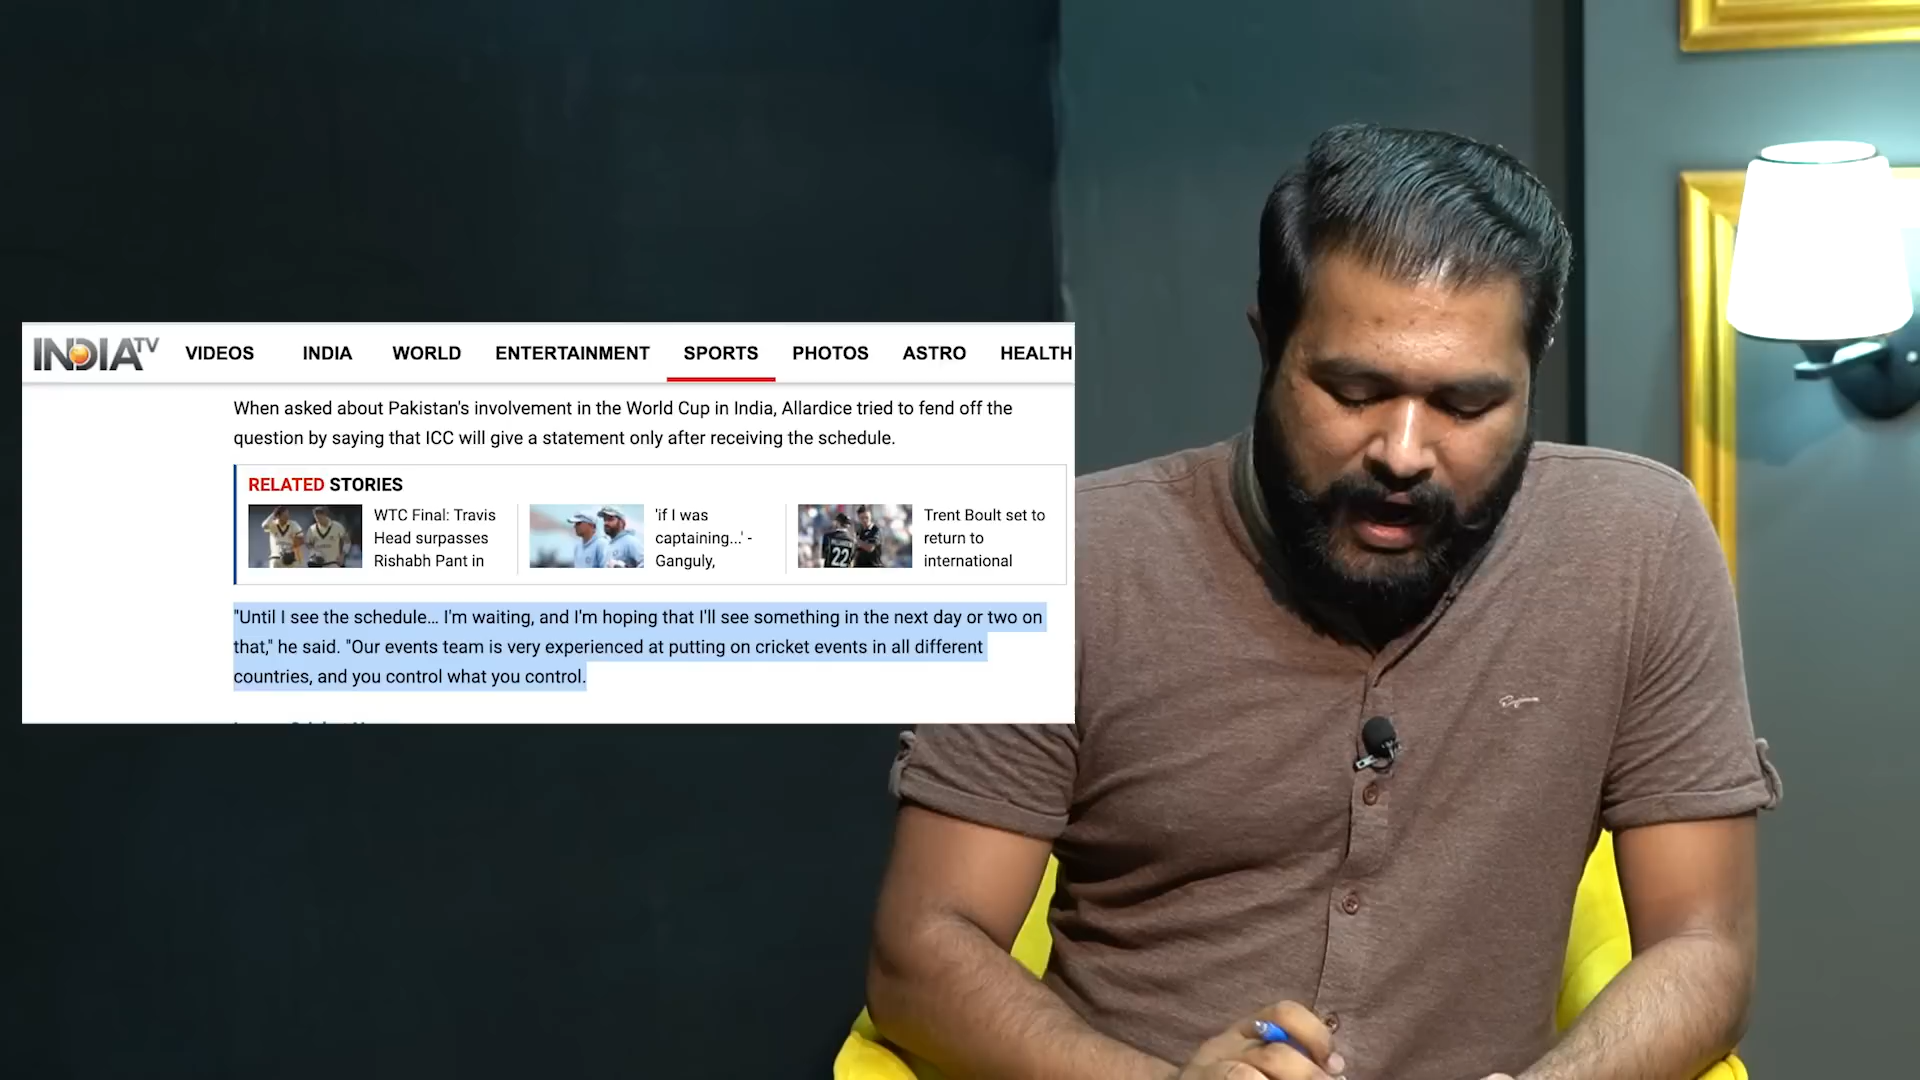 INDIA TV VIDEOS INDIA WORLD ENTERTAINMENT SPORTS PHOTOS ASTRO HEALTH
When asked about Pakistan's involvement in the World Cup in India, Allardice tried to fend off the
question by saying that ICC will give a statement only after receiving the schedule.
RELATED STORIES
WTC Final: Travis
Head surpasses
Rishabh Pant in
'if I was
captaining...' -
Ganguly,
22
Trent Boult set to
return to
international
"Until I see the schedule… I'm waiting, and I'm hoping that I'll see something in the next day or two on
that," he said. "Our events team is very experienced at putting on cricket events in all different
countries, and you control what you control.